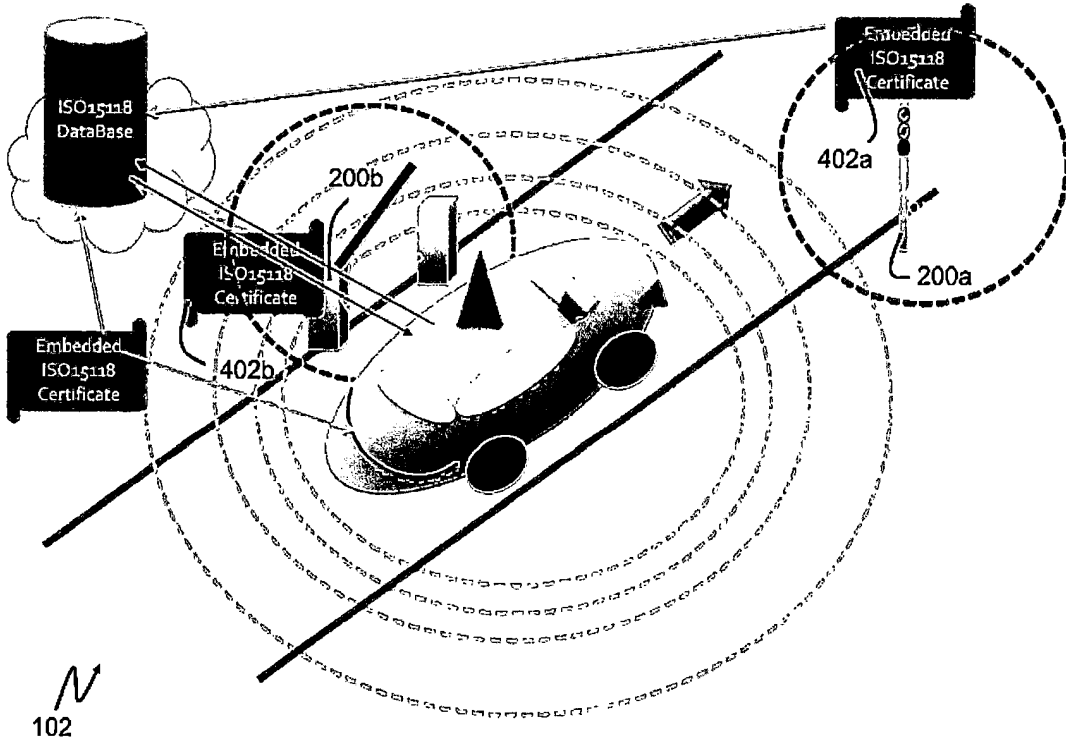 Embedded
ISO15118
Certificate
ISO15118
DataBase
402a
200b
Embedded
ISO15118
Certificate
200a
Embedded
ISO15118
Certificate
402b
102